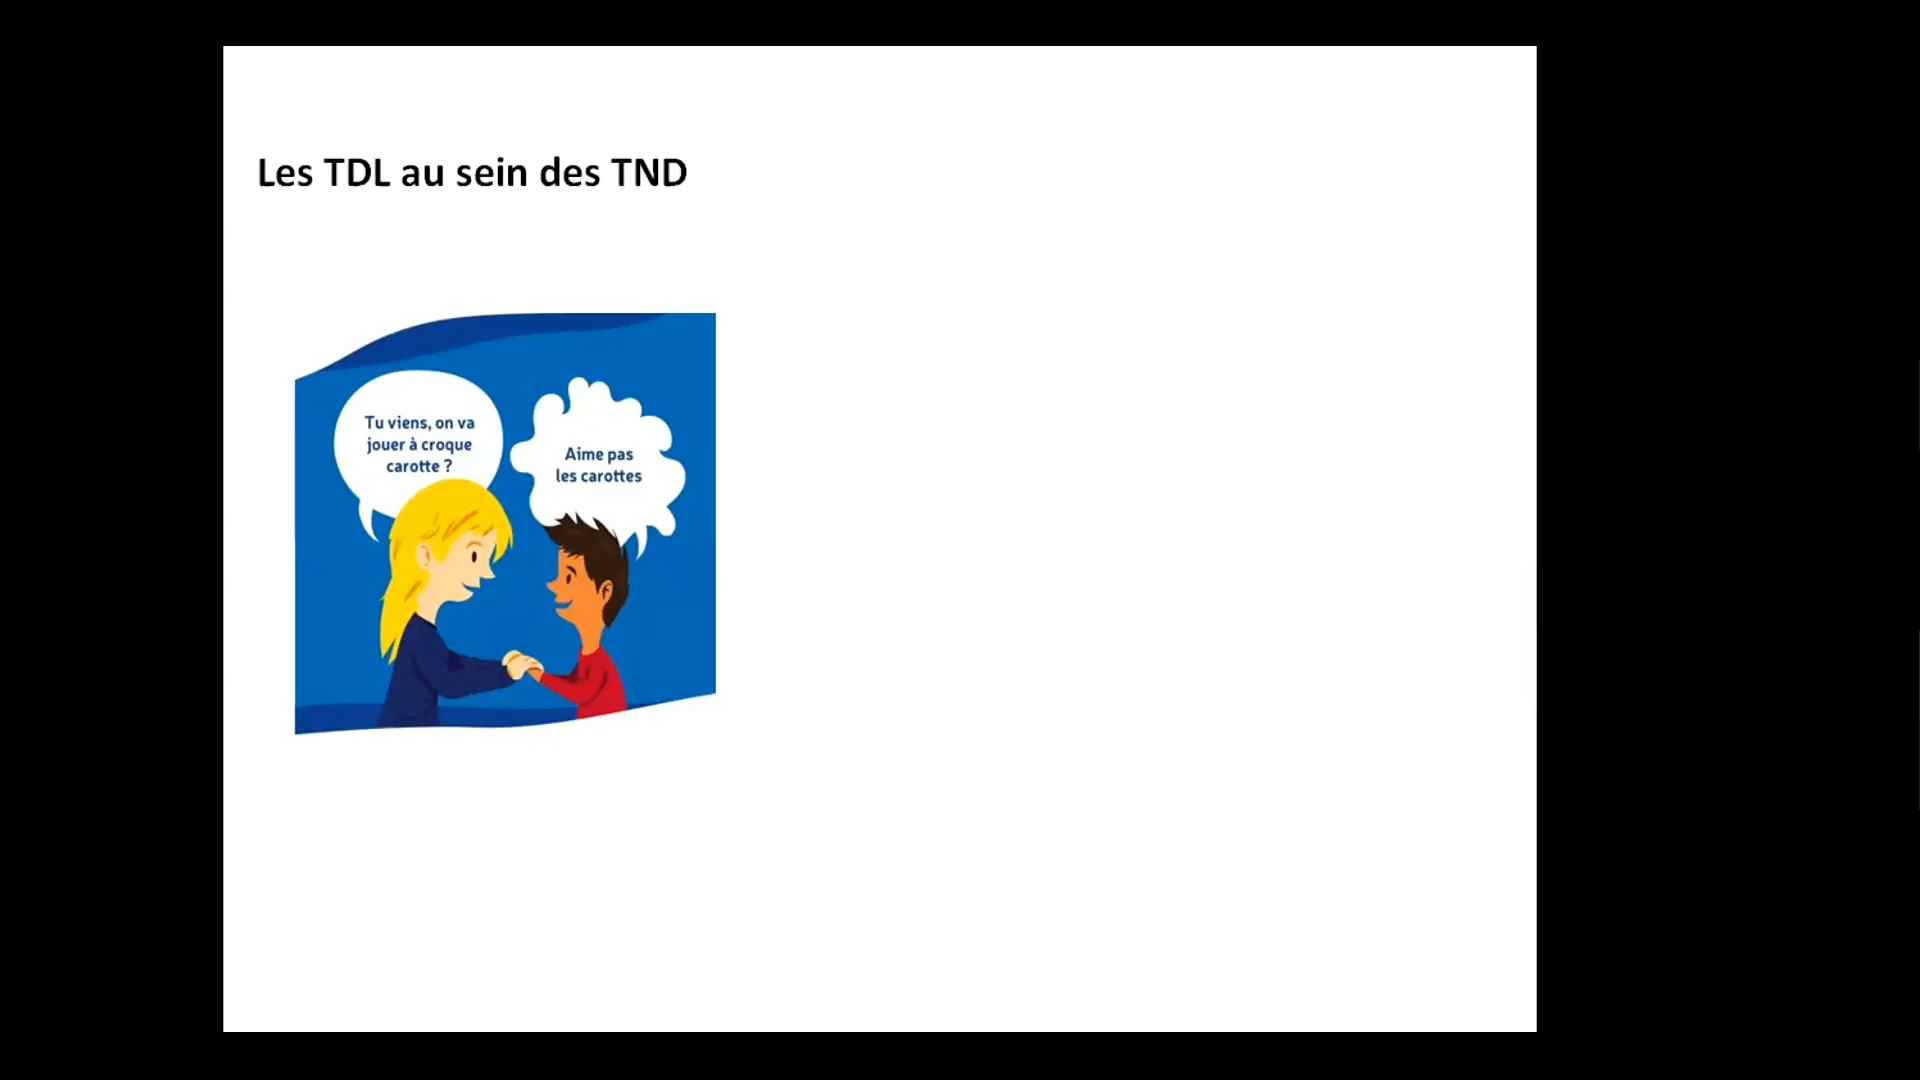 Les TDL au sein des TND
Tu viens, on va
jouer à croque
carotte ?
Aime pas
les carottes